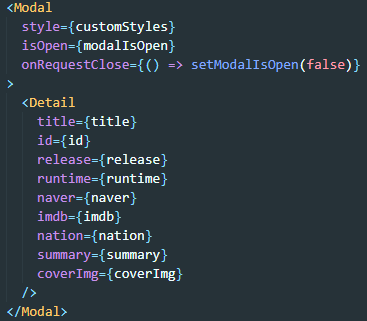 <Modal
style={customStyles}
isOpen={modalIsOpen}
onRequestClose={() => setModalIsOpen(false)}
>
<Detail
title={title}
id={id}
release={release}
runtime={runtime}
naver={naver}
imdb={imdb}
nation={nation}
summary={summary}
coverImg={coverImg}
/>
</Modal>